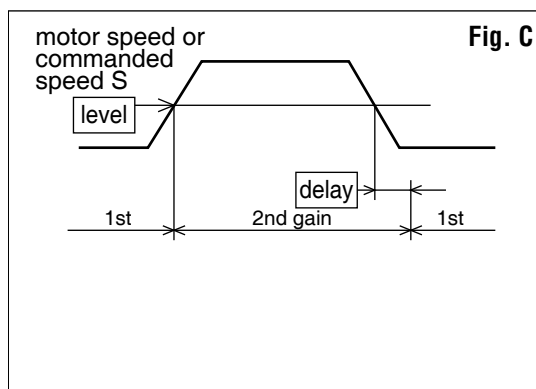 Fig. C
motor speed or
commanded
speed S
level
delay
1st
2nd gain
1st